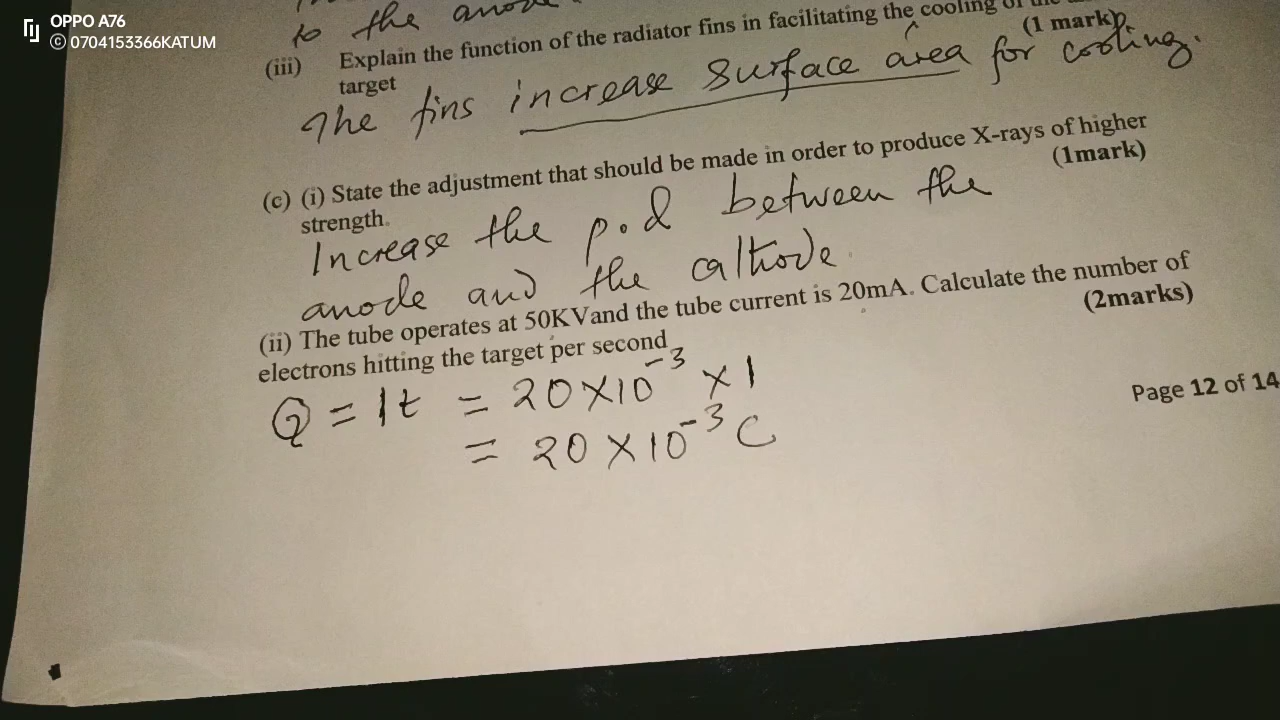 to the anode
OPPO A76
© 0704153366KATUM
(iii) Explain the function of the radiator fins in facilitating the cooling of the
target (1 mark)
The fins increase surface area for cooling.
(c) (i) State the adjustment that should be made in order to produce X-rays of higher
strength. (1mark)
Increase the p.d between the
anode and the calthode
(ii) The tube operates at 50KVand the tube current is 20mA. Calculate the number of
electrons hitting the target per second (2marks)
Q = It = 20×10⁻³ × 1
= 20×10⁻³ C
Page 12 of 14